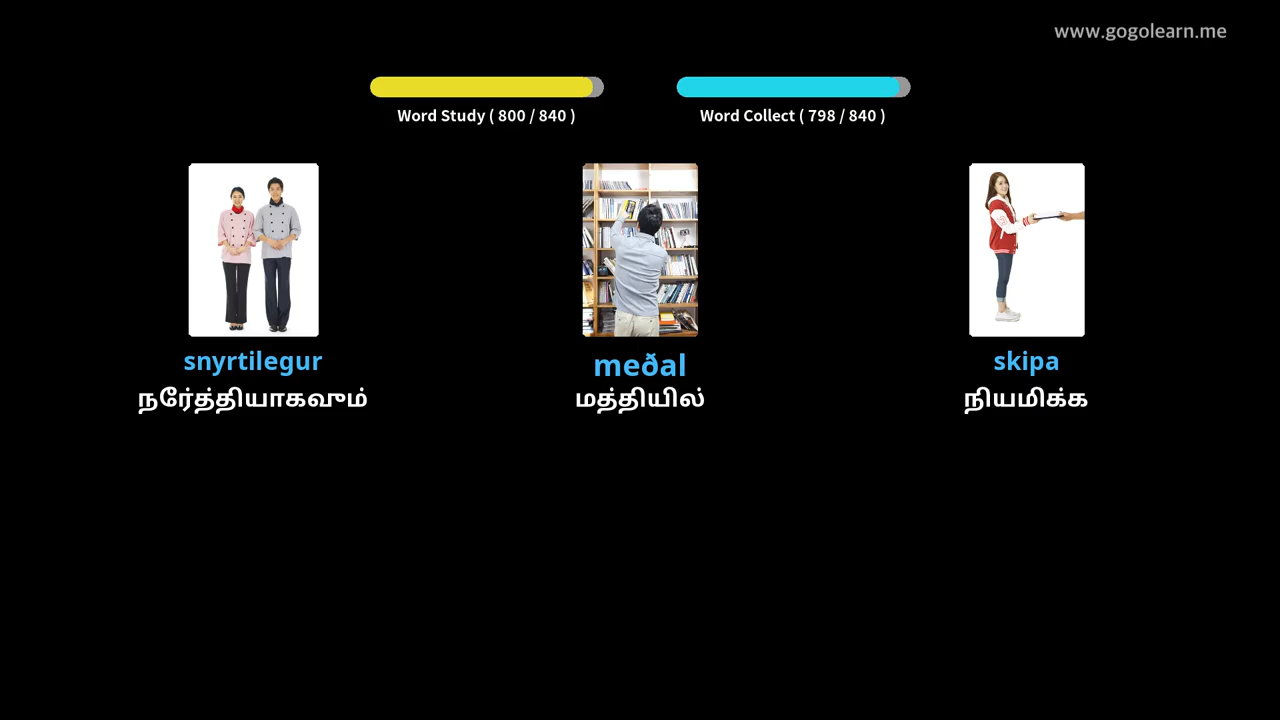 www.gogolearn.me
Word Study ( 800 / 840 )
Word Collect ( 798 / 840 )
snyrtilegur
meðal
skipa
நேர்த்தியாகவும்
மத்தியில்
நியமிக்க